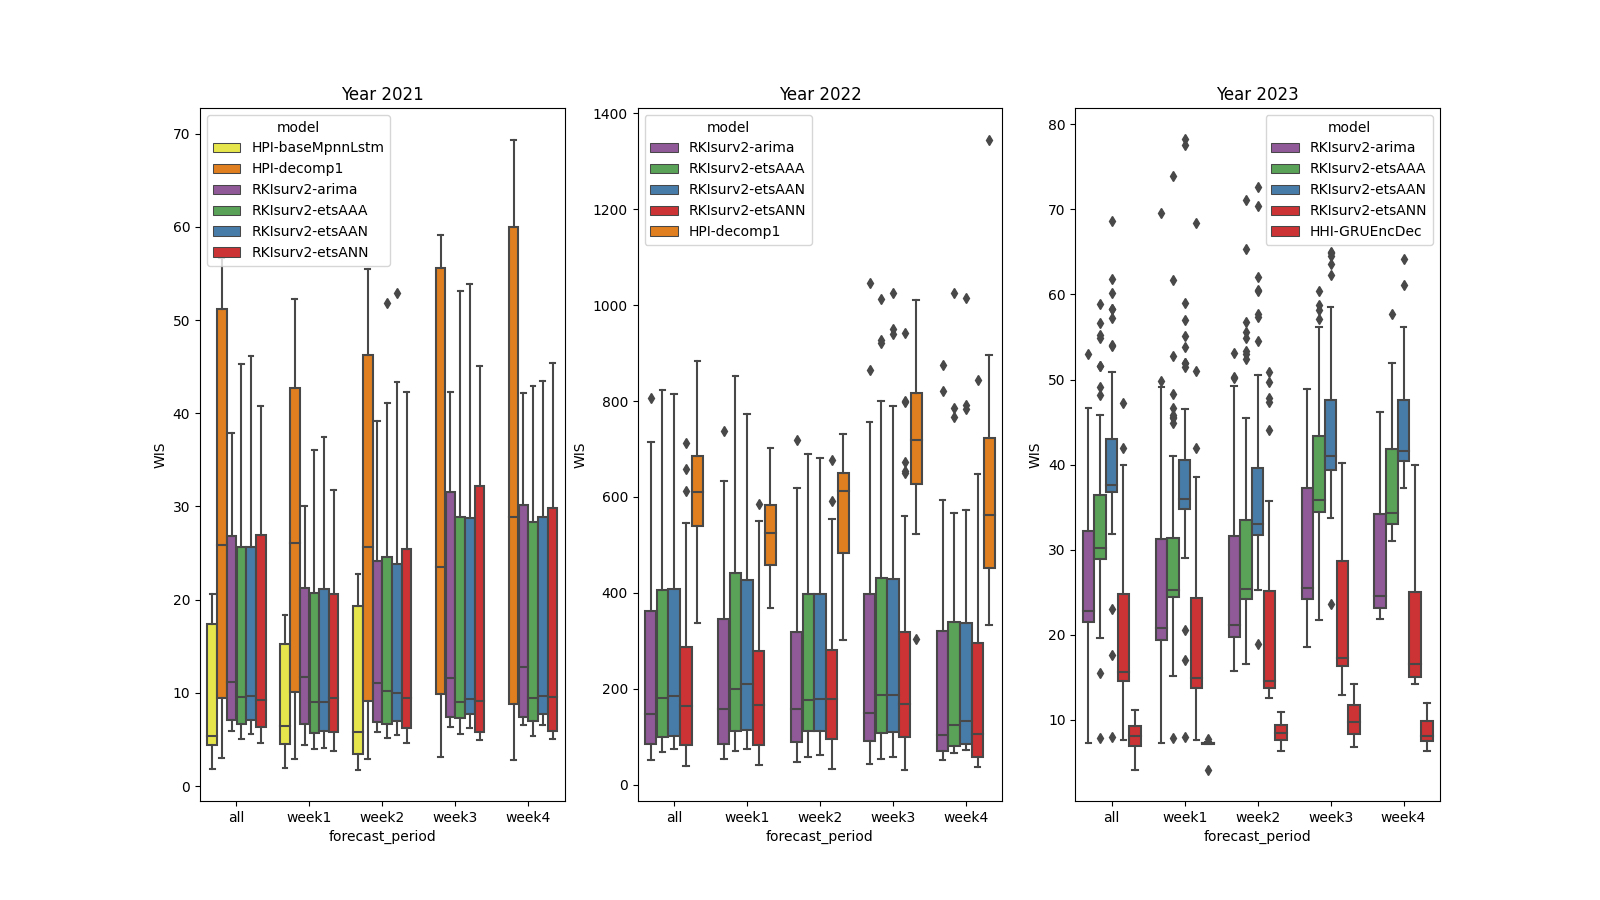 Year 2021
70
60
50
40
30
20
10
0
WIS
model
HPI-baseMpnnLstm
HPI-decomp1
RKIsurv2-arima
RKIsurv2-etsAAA
RKIsurv2-etsAAN
RKIsurv2-etsANN
all week1 week2 week3 week4
forecast_period
Year 2022
1400
1200
1000
800
600
400
200
0
WIS
model
RKIsurv2-arima
RKIsurv2-etsAAA
RKIsurv2-etsAAN
RKIsurv2-etsANN
HPI-decomp1
all week1 week2 week3 week4
forecast_period
Year 2023
80
70
60
50
40
30
20
10
WIS
model
RKIsurv2-arima
RKIsurv2-etsAAA
RKIsurv2-etsAAN
RKIsurv2-etsANN
HHI-GRUEncDec
all week1 week2 week3 week4
forecast_period